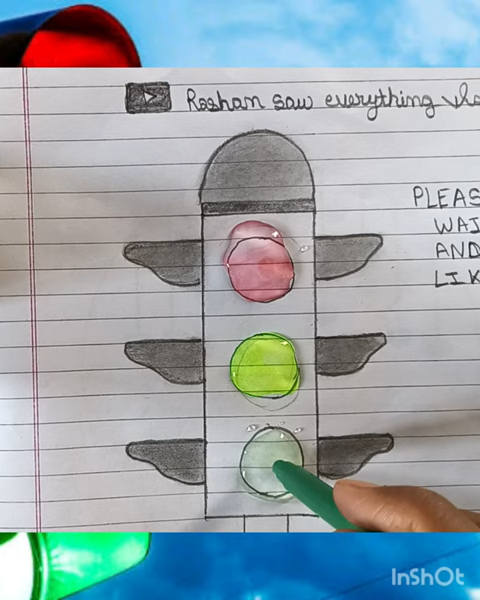 Roshan saw everything vlo
PLEAS
WAI
AND
LIK
InShOt